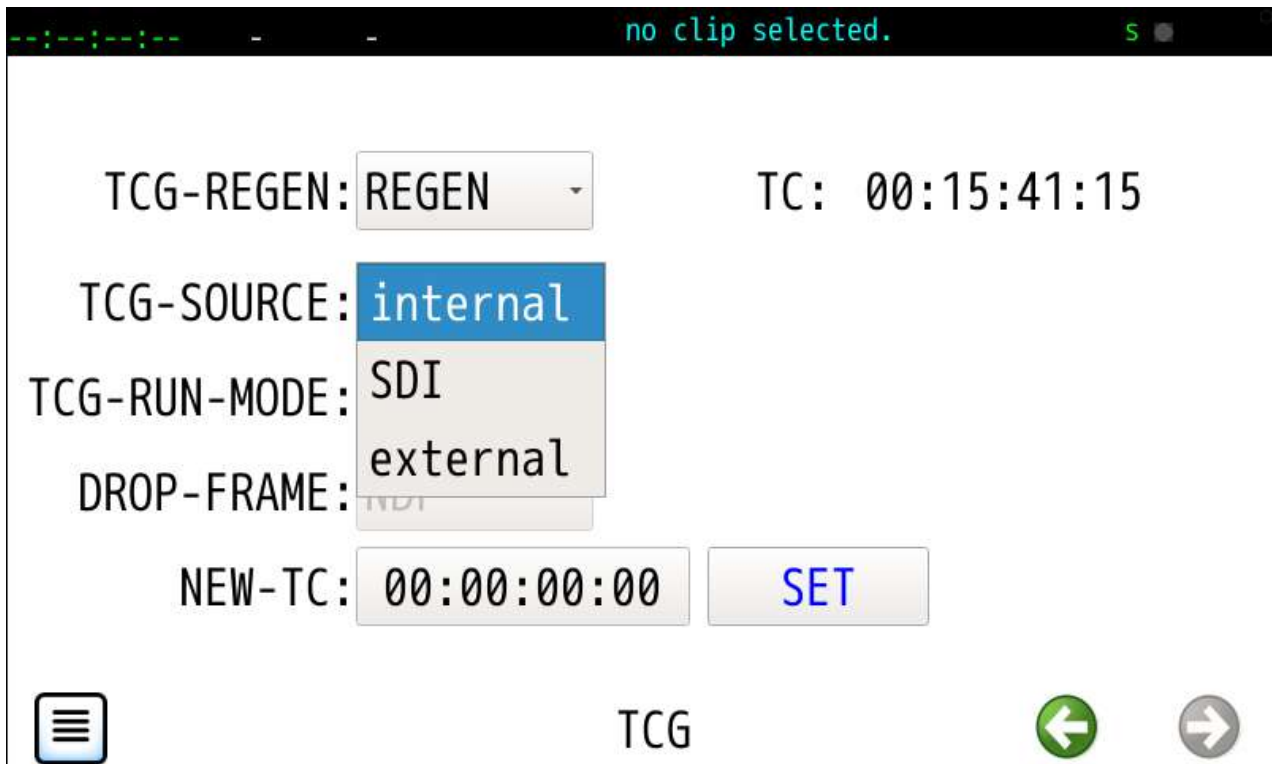 --:--:--:-- - - no clip selected. S
TCG-REGEN: REGEN TC: 00:15:41:15
TCG-SOURCE: internal
SDI
TCG-RUN-MODE:
external
DROP-FRAME: NDF
NEW-TC: 00:00:00:00 SET
TCG